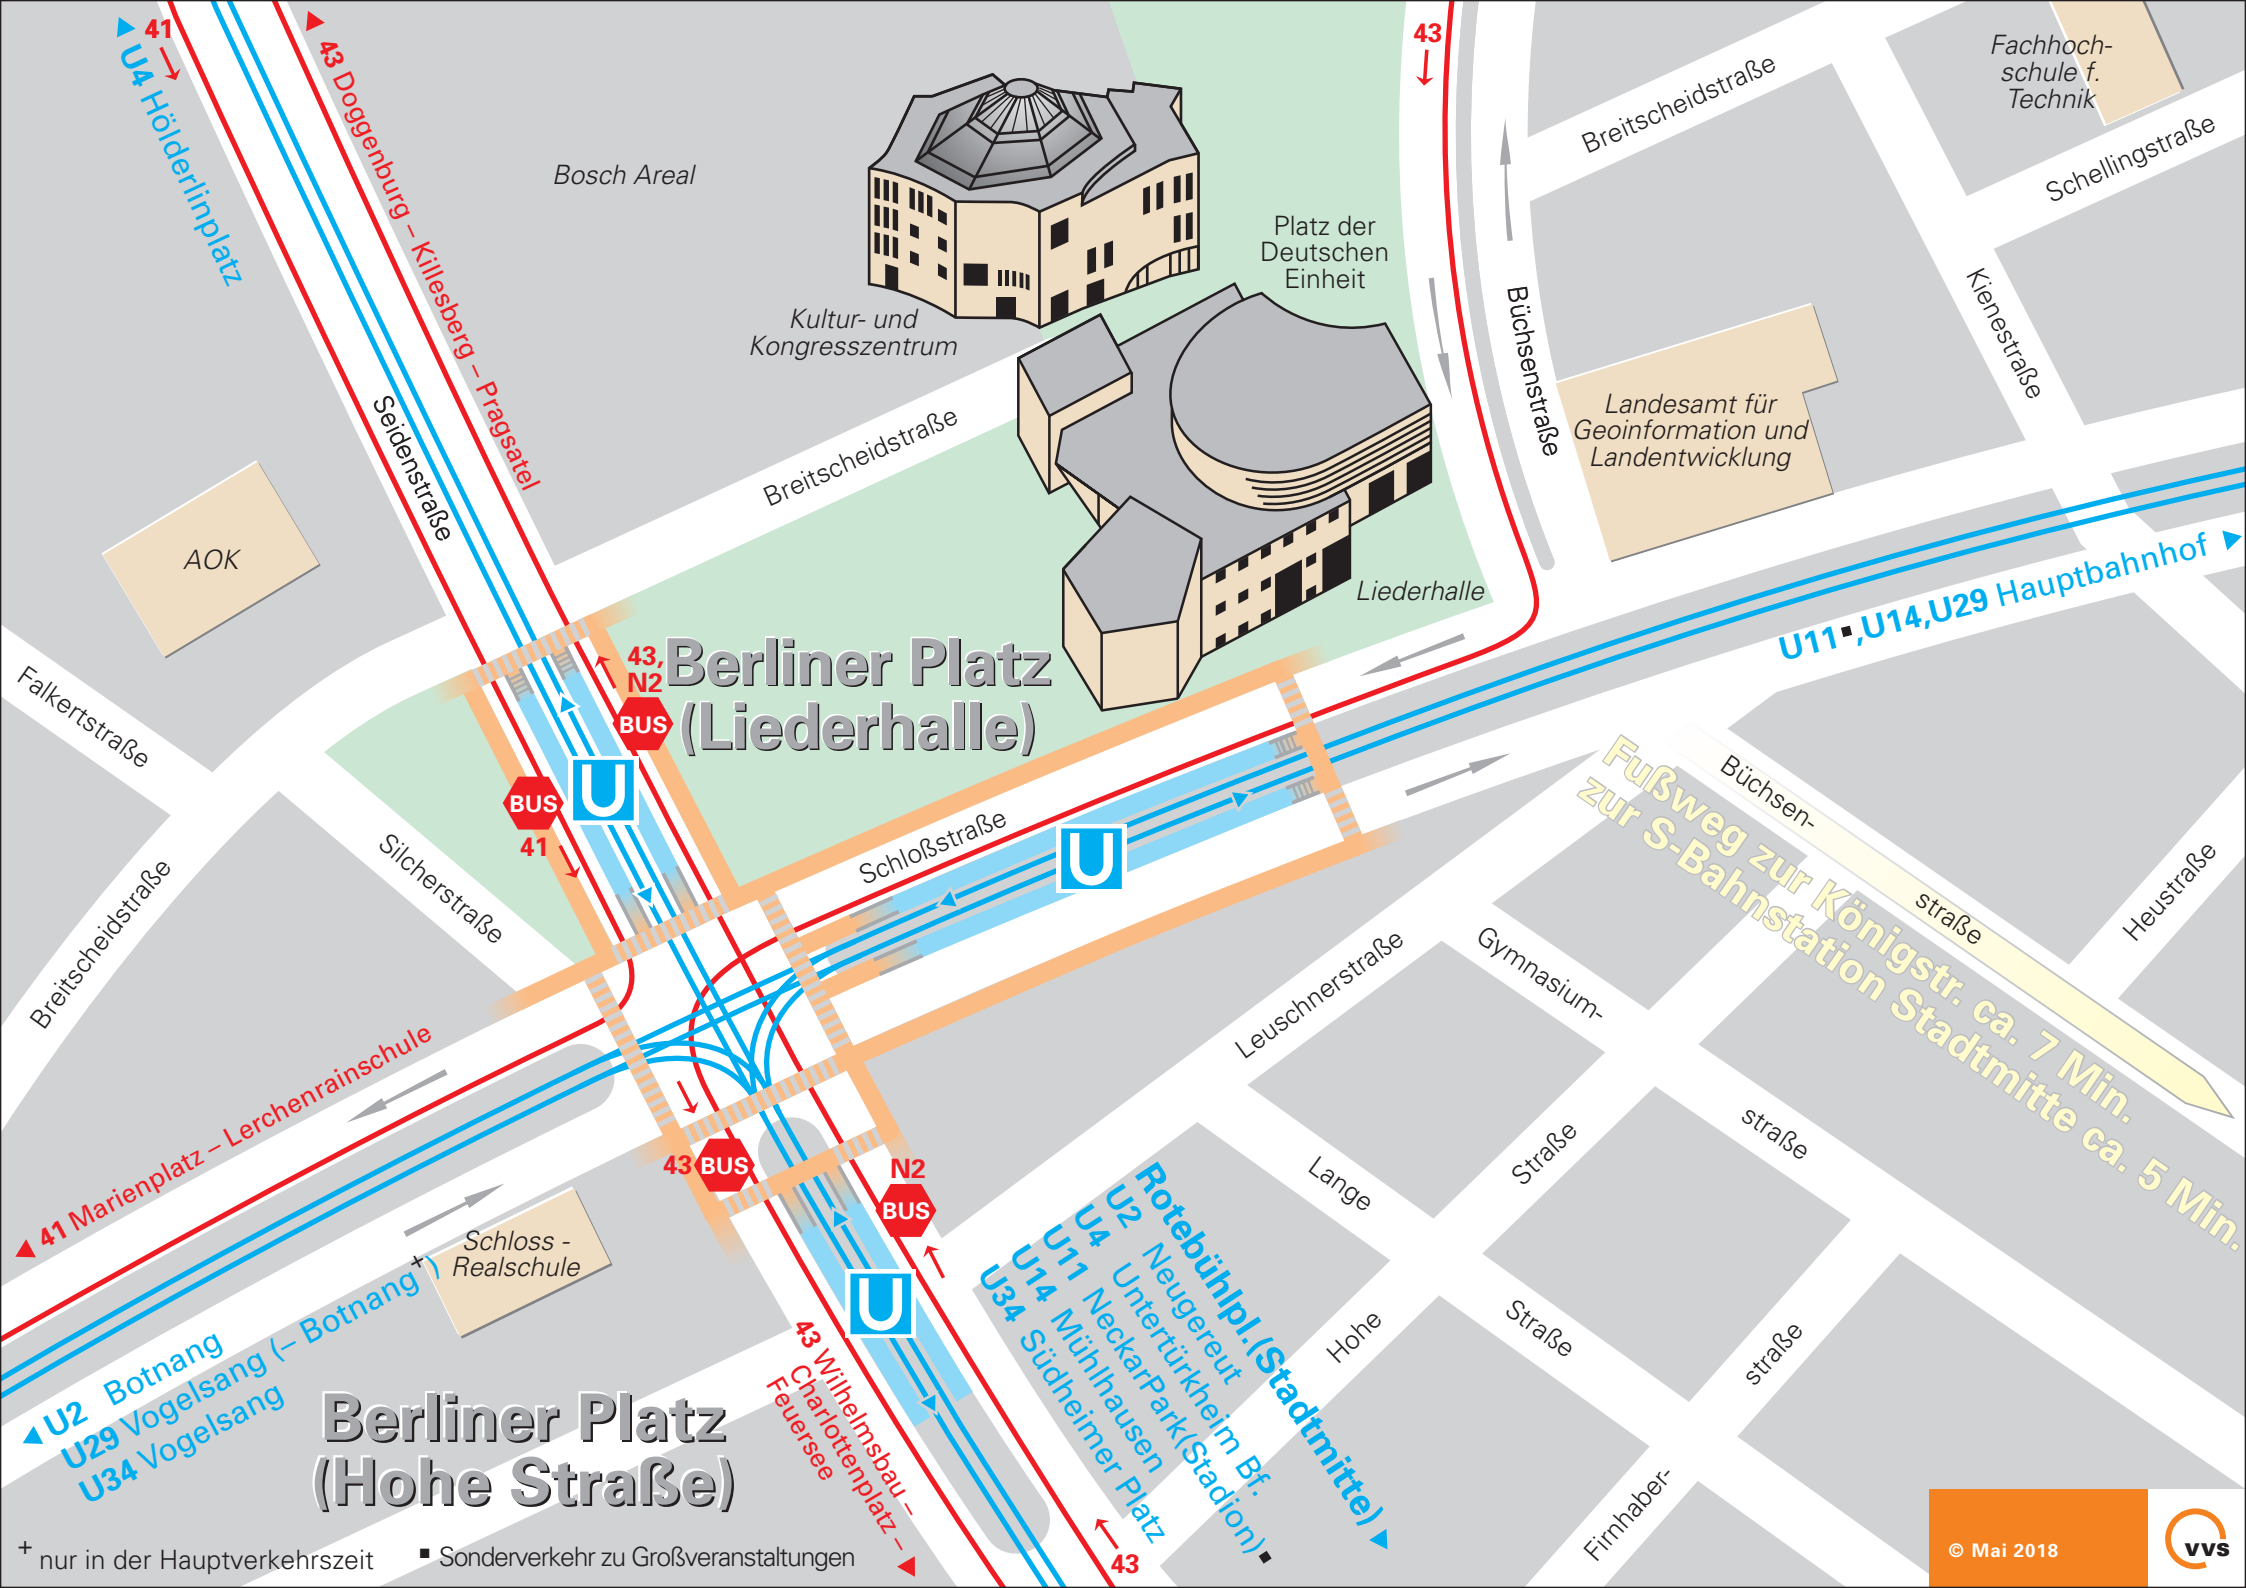 41
U4 Hölderlinplatz
43 Doggenburg – Killesberg – Pragsatel
43
Bosch Areal
Kultur- und
Kongresszentrum
Platz der
Deutschen
Einheit
Breitscheidstraße
Fachhoch-
schule f.
Technik
Schellingstraße
Kienestraße
Büchsenstraße
Landesamt für
Geoinformation und
Landentwicklung
Seidenstraße
Breitscheidstraße
AOK
Liederhalle
U11▪,U14,U29 Hauptbahnhof
Falkertstraße
43,
N2
BUS
Berliner Platz
(Liederhalle)
BUS
41
U
U
Schloßstraße
Silcherstraße
Breitscheidstraße
Büchsen-
straße
Fußweg zur Königstr. ca. 7 Min.
zur S-Bahnstation Stadtmitte ca. 5 Min.
Heustraße
Leuschnerstraße
Gymnasium-
straße
41 Marienplatz – Lerchenrainschule
43 BUS
N2
BUS
U
Schloss -
Realschule
Lange
Straße
Hohe
Straße
Firnhaber-
straße
Rotebühlpl.(Stadtmitte)
U2 Neugereut
U4 Untertürkheim Bf.
U11 NeckarPark(Stadion)▪
U14 Mühlhausen
U34 Südheimer Platz
43 Wilhelmsbau –
Charlottenplatz –
Feuersee
43
U2 Botnang
U29 Vogelsang (– Botnang+)
U34 Vogelsang
Berliner Platz
(Hohe Straße)
+ nur in der Hauptverkehrszeit
▪ Sonderverkehr zu Großveranstaltungen
© Mai 2018
vvs